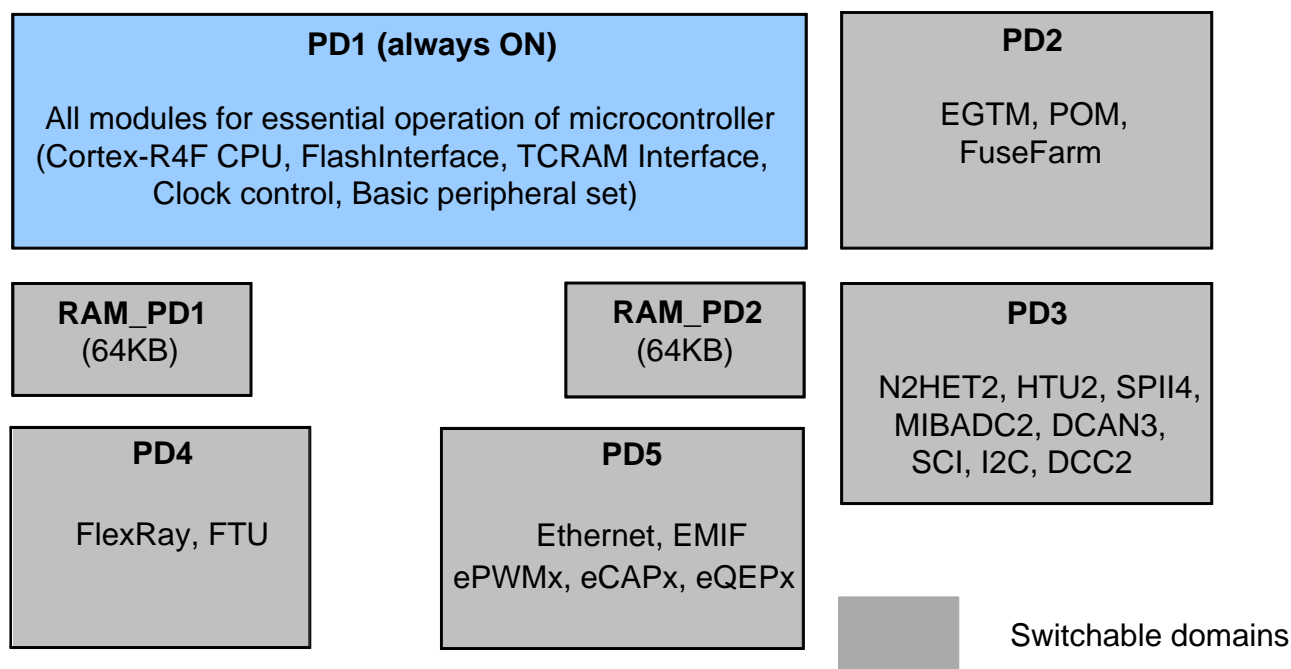 PD1 (always ON)
All modules for essential operation of microcontroller
(Cortex-R4F CPU, FlashInterface, TCRAM Interface,
Clock control, Basic peripheral set)
PD2
EGTM, POM,
FuseFarm
RAM_PD1
(64KB)
RAM_PD2
(64KB)
PD3
N2HET2, HTU2, SPII4,
MIBADC2, DCAN3,
SCI, I2C, DCC2
PD4
FlexRay, FTU
PD5
Ethernet, EMIF
ePWMx, eCAPx, eQEPx
Switchable domains